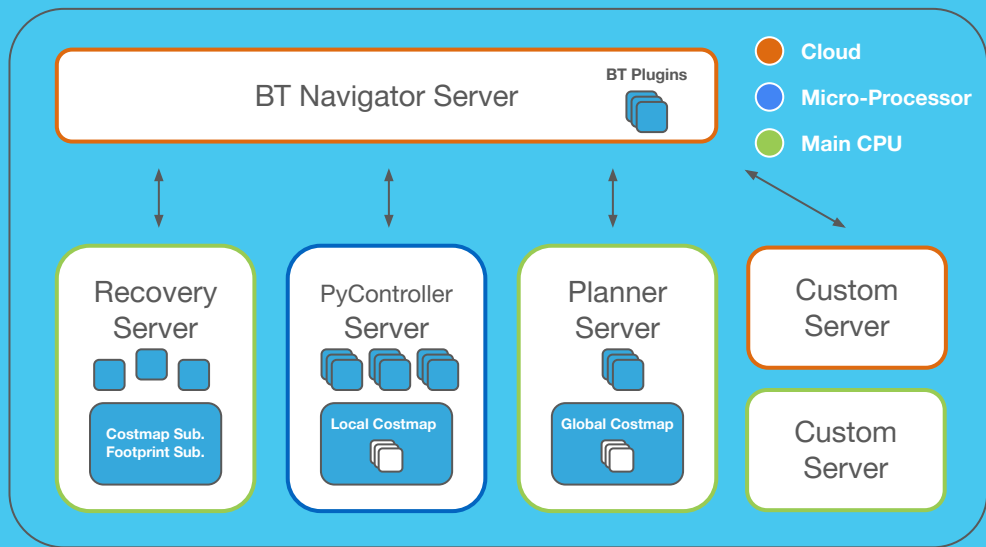 BT Navigator Server
BT Plugins
Cloud
Micro-Processor
Main CPU
Recovery
Server
Costmap Sub.
Footprint Sub.
PyController
Server
Local Costmap
Planner
Server
Global Costmap
Custom
Server
Custom
Server